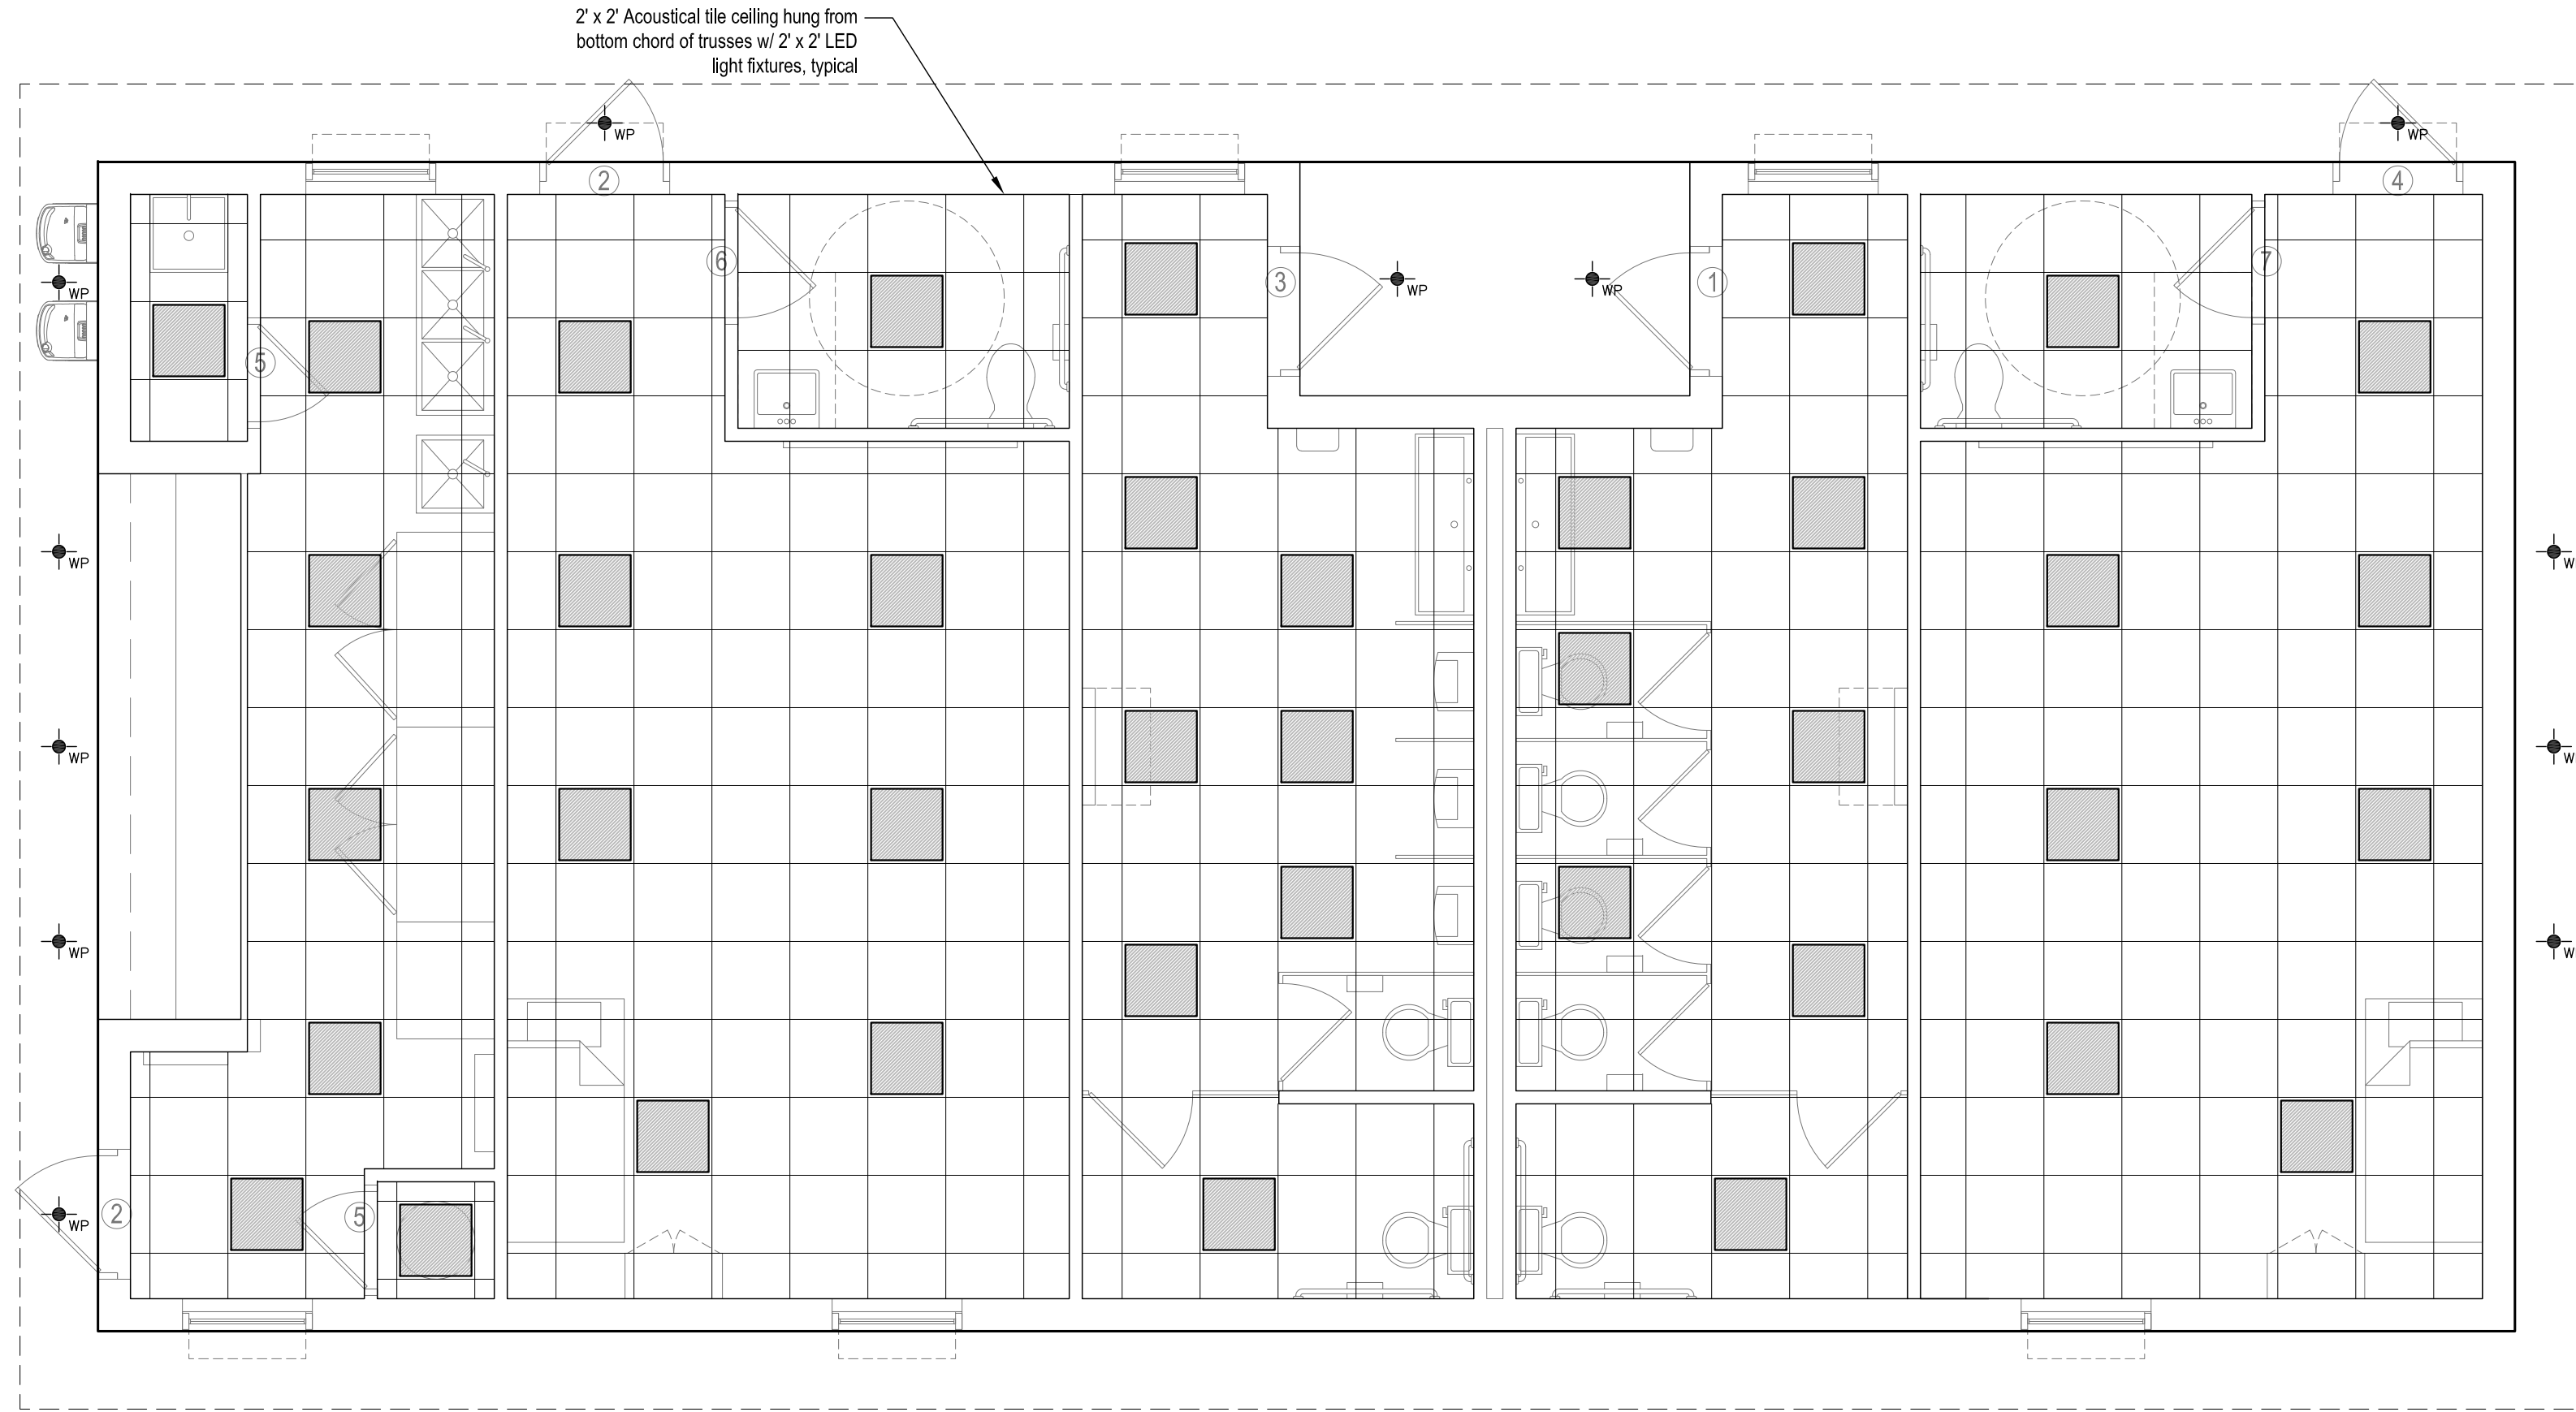 2' x 2' Acoustical tile ceiling hung from
bottom chord of trusses w/ 2' x 2' LED
light fixtures, typical
WP
WP
2
4
6
7
3
1
WP
WP
WP
5
WP
W
WP
W
WP
W
2
WP
5